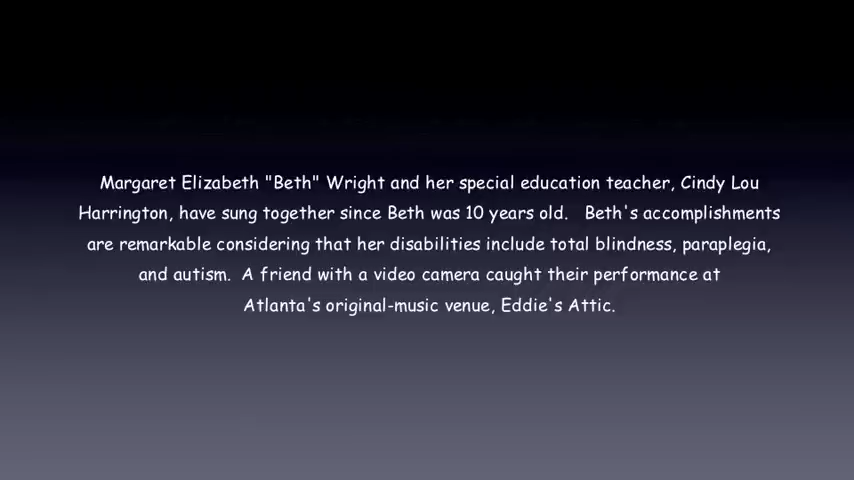 Margaret Elizabeth "Beth" Wright and her special education teacher, Cindy Lou
Harrington, have sung together since Beth was 10 years old.   Beth's accomplishments
are remarkable considering that her disabilities include total blindness, paraplegia,
and autism.  A friend with a video camera caught their performance at
Atlanta's original-music venue, Eddie's Attic.